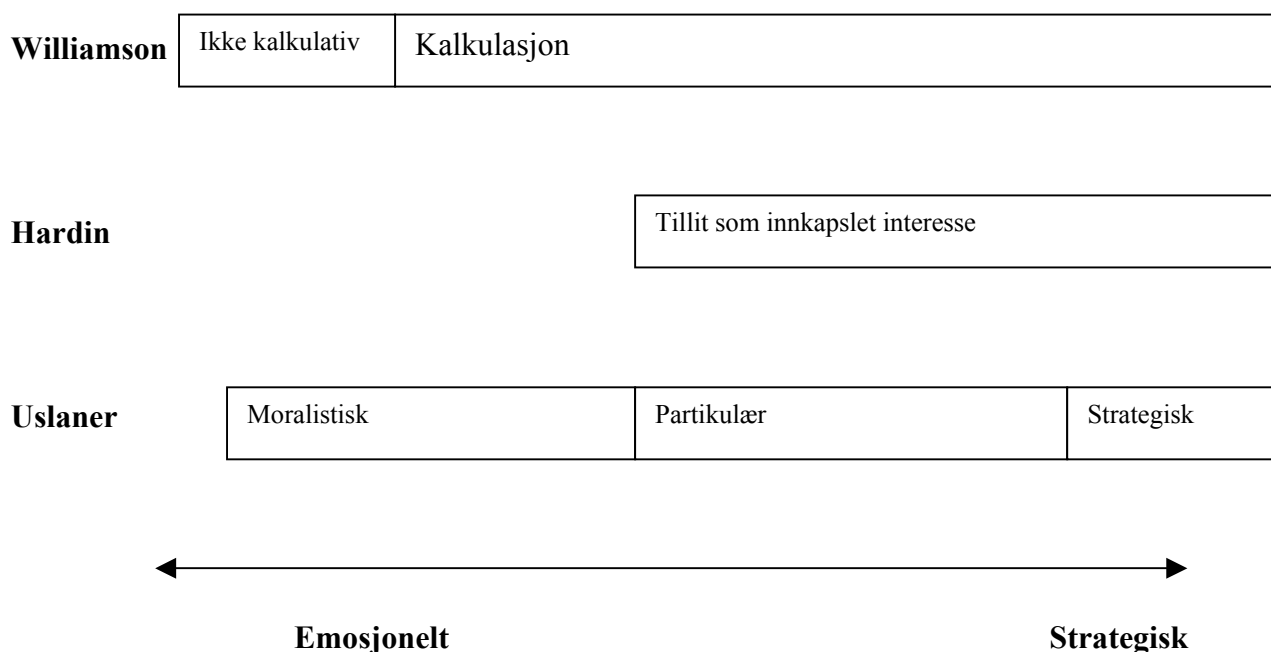 Williamson Ikke kalkulativ Kalkulasjon
Hardin Tillit som innkapslet interesse
Uslaner Moralistisk Partikulær Strategisk
Emosjonelt Strategisk